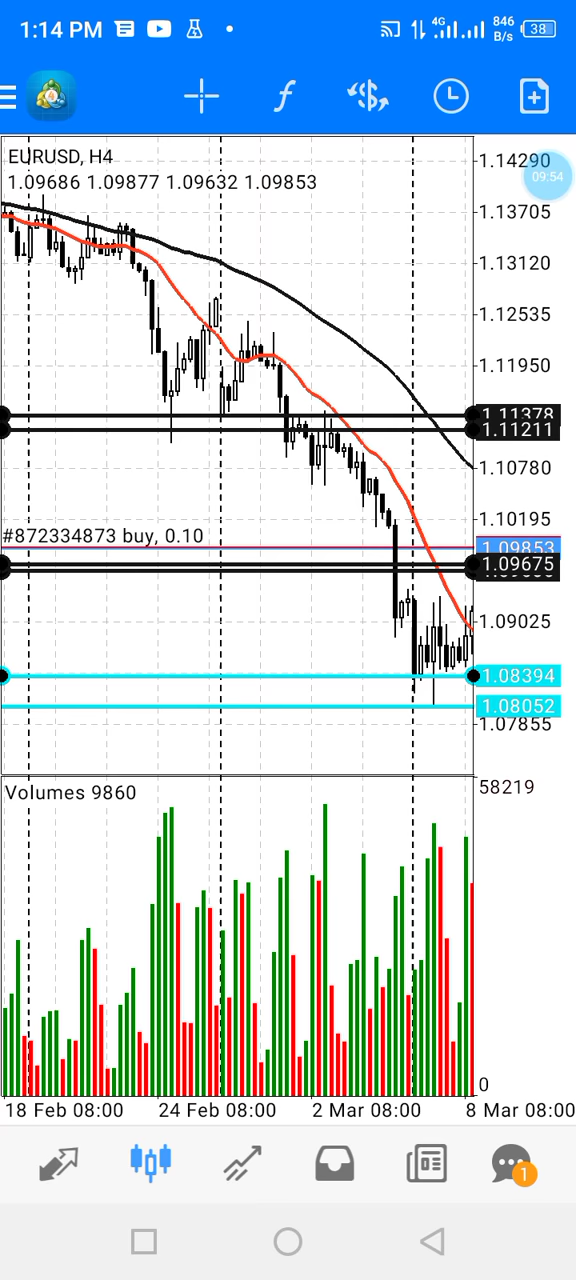 1:14 PM
4G
846
B/s
38
EURUSD, H4
1.09686 1.09877 1.09632 1.09853
09:54
1.14290
1.13705
1.13120
1.12535
1.11950
1.11378
1.11211
1.10780
1.10195
#872334873 buy, 0.10
1.09853
1.09675
1.09025
1.08394
1.08052
1.07855
Volumes 9860
58219
0
18 Feb 08:00
24 Feb 08:00
2 Mar 08:00
8 Mar 08:00
1